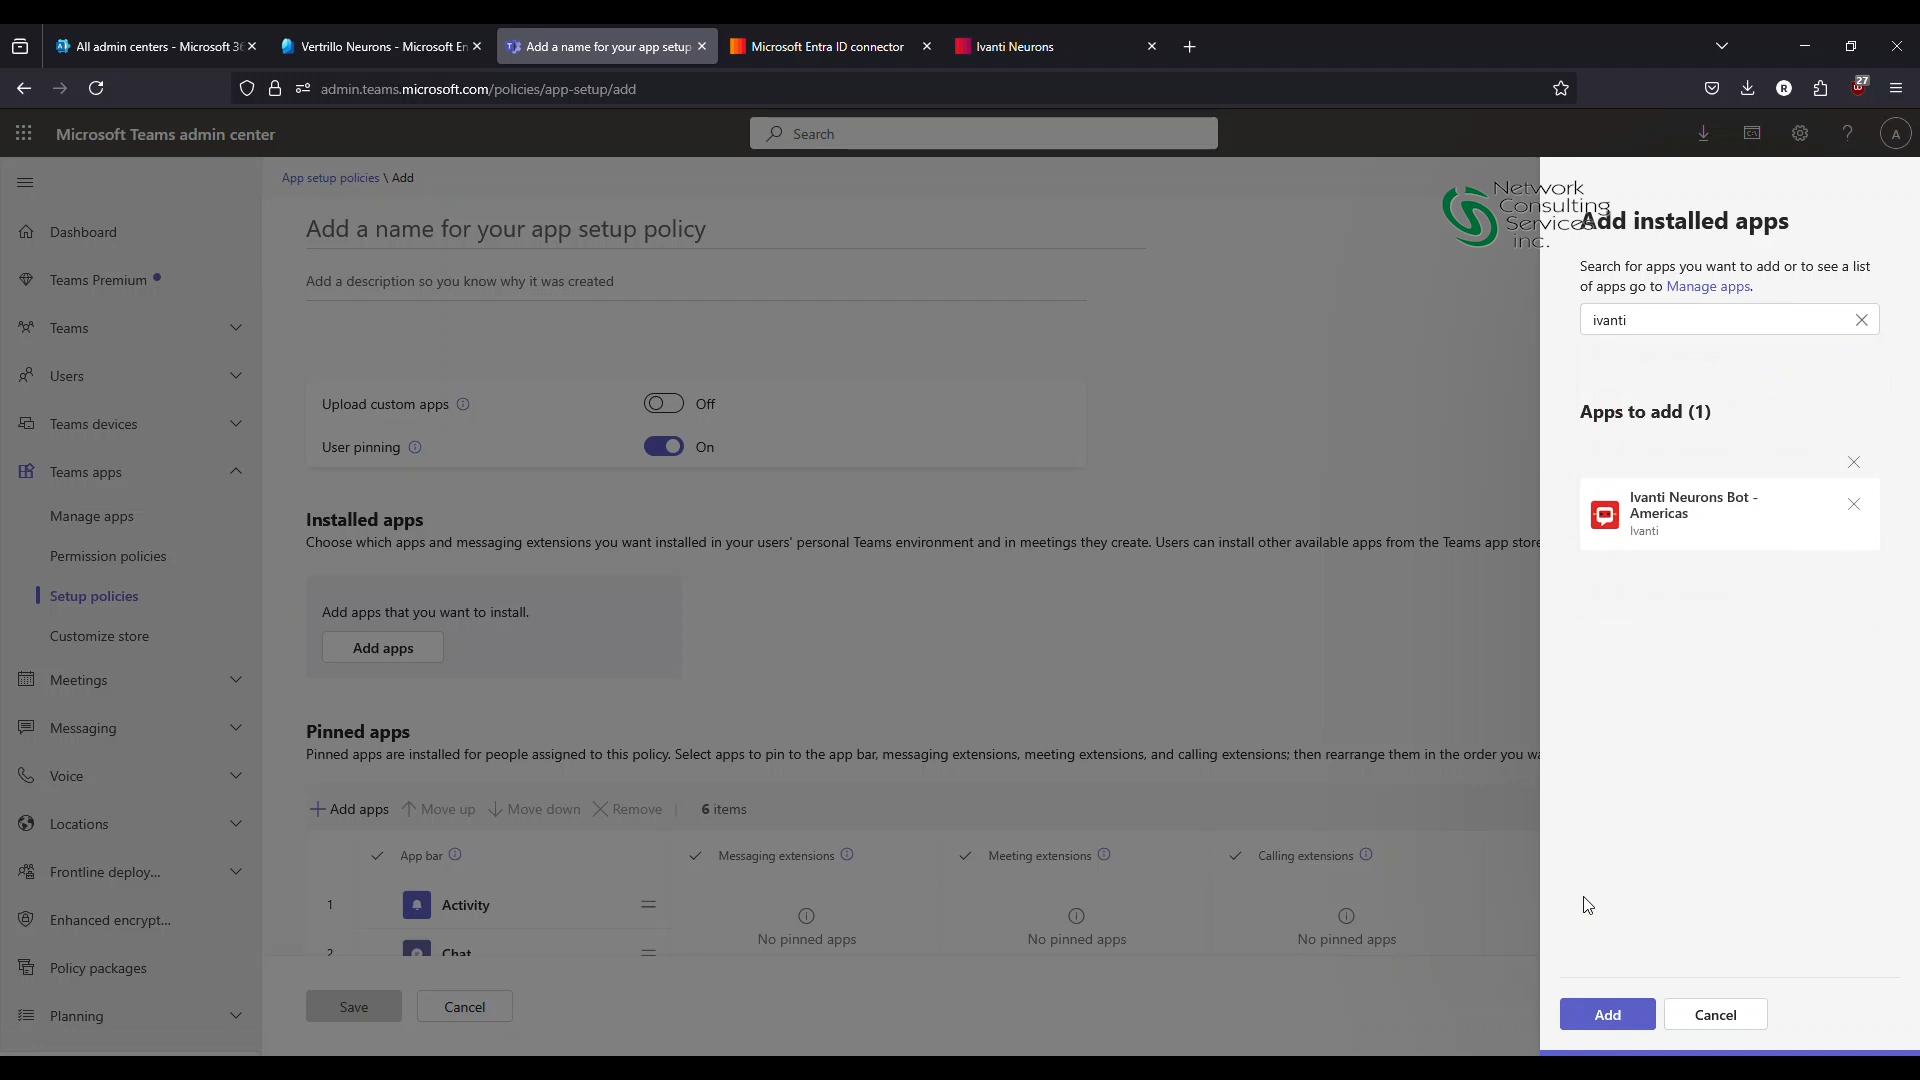 All admin centers - Microsoft 36
Vertrillo Neurons - Microsoft En
Add a name for your app setup
Microsoft Entra ID connector
Ivanti Neurons
admin.teams.microsoft.com/policies/app-setup/add
R
27
Microsoft Teams admin center
Search
A
App setup policies \ Add
Network
Consulting
Services
inc.
Add a name for your app setup policy
Add a description so you know why it was created
Dashboard
Teams Premium
Teams
Users
Teams devices
Teams apps
Manage apps
Permission policies
Setup policies
Customize store
Meetings
Messaging
Voice
Locations
Frontline deploy...
Enhanced encrypt...
Policy packages
Planning
Upload custom apps
Off
User pinning
On
Installed apps
Choose which apps and messaging extensions you want installed in your users' personal Teams environment and in meetings they create. Users can install other available apps from the Teams app store
Add apps that you want to install.
Add apps
Pinned apps
Pinned apps are installed for people assigned to this policy. Select apps to pin to the app bar, messaging extensions, meeting extensions, and calling extensions; then rearrange them in the order you wa
Add apps Move up Move down Remove | 6 items
App bar Messaging extensions Meeting extensions Calling extensions
1 Activity
No pinned apps No pinned apps No pinned apps
2 Chat
Save Cancel
Add installed apps
Search for apps you want to add or to see a list
of apps go to Manage apps.
ivanti
Apps to add (1)
Ivanti Neurons Bot -
Americas
Ivanti
Add Cancel